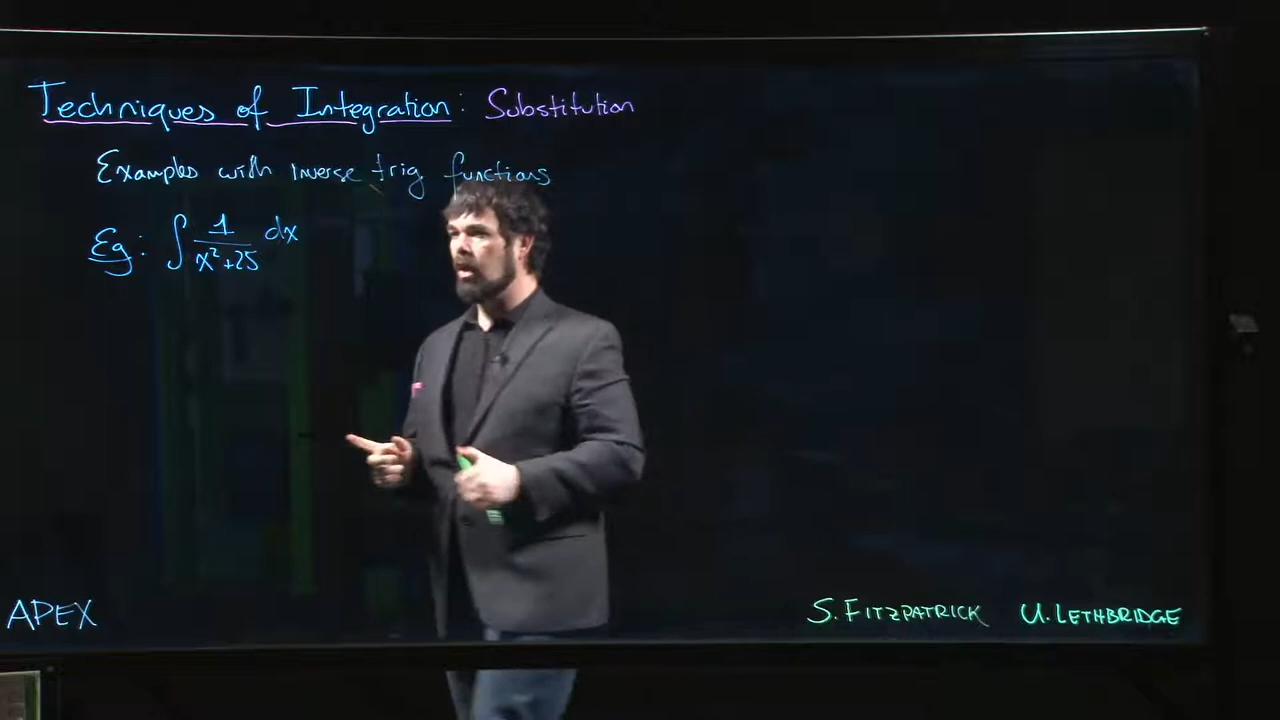 Techniques of Integration: Substitution
Examples with inverse trig functions
Eg: ∫ 1/(x²+25) dx
APEX
S. FITZPATRICK U. LETHBRIDGE